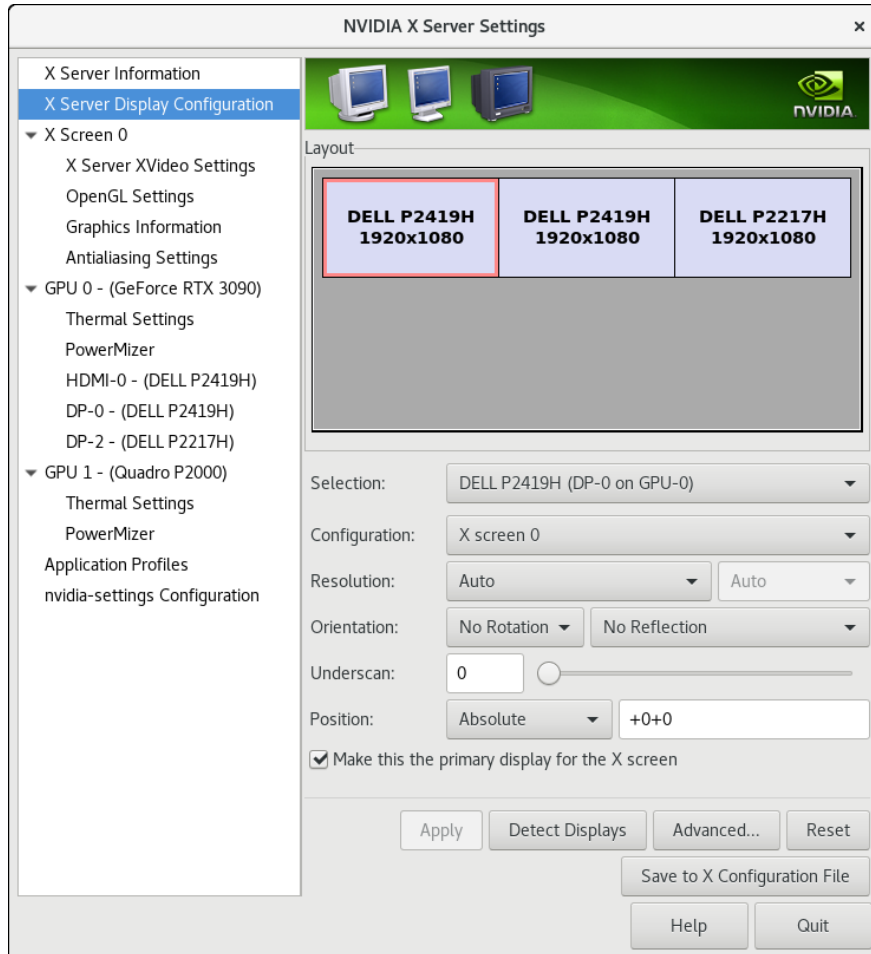 NVIDIA X Server Settings ×
X Server Information
X Server Display Configuration
X Screen 0
X Server XVideo Settings
OpenGL Settings
Graphics Information
Antialiasing Settings
GPU 0 - (GeForce RTX 3090)
Thermal Settings
PowerMizer
HDMI-0 - (DELL P2419H)
DP-0 - (DELL P2419H)
DP-2 - (DELL P2217H)
GPU 1 - (Quadro P2000)
Thermal Settings
PowerMizer
Application Profiles
nvidia-settings Configuration
NVIDIA.
Layout
DELL P2419H
1920x1080
DELL P2419H
1920x1080
DELL P2217H
1920x1080
Selection: DELL P2419H (DP-0 on GPU-0)
Configuration: X screen 0
Resolution: Auto Auto
Orientation: No Rotation No Reflection
Underscan: 0
Position: Absolute +0+0
Make this the primary display for the X screen
Apply Detect Displays Advanced... Reset
Save to X Configuration File
Help Quit